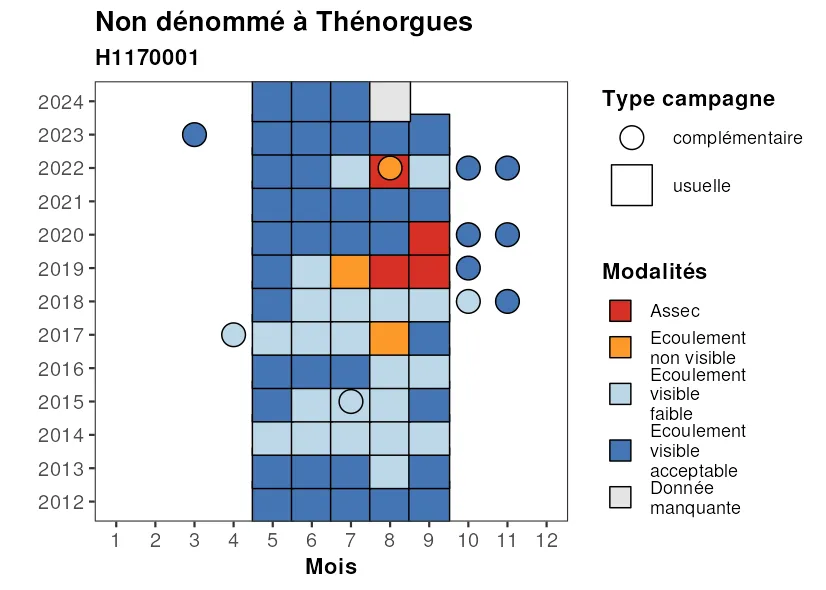 Non dénommé à Thénorgues
H1170001
2024
2023
2022
2021
2020
2019
2018
2017
2016
2015
2014
2013
2012
1 2 3 4 5 6 7 8 9 10 11 12
Mois
Type campagne
complémentaire
usuelle
Modalités
Assec
Ecoulement
non visible
Ecoulement
visible
faible
Ecoulement
visible
acceptable
Donnée
manquante